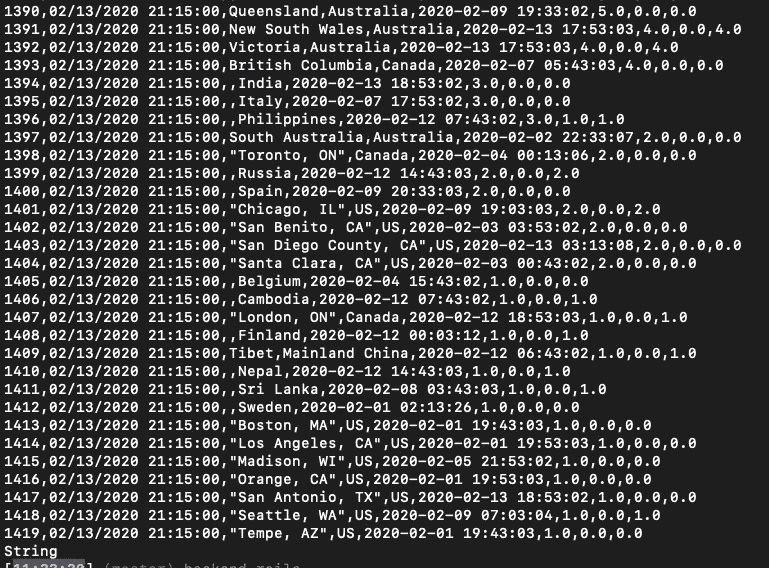 1390,02/13/2020 21:15:00,Queensland,Australia,2020-02-09 19:33:02,5.0,0.0,0.0
1391,02/13/2020 21:15:00,New South Wales,Australia,2020-02-13 17:53:03,4.0,0.0,4.0
1392,02/13/2020 21:15:00,Victoria,Australia,2020-02-13 17:53:03,4.0,0.0,4.0
1393,02/13/2020 21:15:00,British Columbia,Canada,2020-02-07 05:43:03,4.0,0.0,0.0
1394,02/13/2020 21:15:00,,India,2020-02-13 18:53:02,3.0,0.0,0.0
1395,02/13/2020 21:15:00,,Italy,2020-02-07 17:53:02,3.0,0.0,0.0
1396,02/13/2020 21:15:00,,Philippines,2020-02-12 07:43:02,3.0,1.0,1.0
1397,02/13/2020 21:15:00,South Australia,Australia,2020-02-02 22:33:07,2.0,0.0,0.0
1398,02/13/2020 21:15:00,"Toronto, ON",Canada,2020-02-04 00:13:06,2.0,0.0,0.0
1399,02/13/2020 21:15:00,,Russia,2020-02-12 14:43:03,2.0,0.0,2.0
1400,02/13/2020 21:15:00,,Spain,2020-02-09 20:33:03,2.0,0.0,0.0
1401,02/13/2020 21:15:00,"Chicago, IL",US,2020-02-09 19:03:03,2.0,0.0,2.0
1402,02/13/2020 21:15:00,"San Benito, CA",US,2020-02-03 03:53:02,2.0,0.0,0.0
1403,02/13/2020 21:15:00,"San Diego County, CA",US,2020-02-13 03:13:08,2.0,0.0,0.0
1404,02/13/2020 21:15:00,"Santa Clara, CA",US,2020-02-03 00:43:02,2.0,0.0,0.0
1405,02/13/2020 21:15:00,,Belgium,2020-02-04 15:43:02,1.0,0.0,0.0
1406,02/13/2020 21:15:00,,Cambodia,2020-02-12 07:43:02,1.0,0.0,1.0
1407,02/13/2020 21:15:00,"London, ON",Canada,2020-02-12 18:53:03,1.0,0.0,1.0
1408,02/13/2020 21:15:00,,Finland,2020-02-12 00:03:12,1.0,0.0,1.0
1409,02/13/2020 21:15:00,Tibet,Mainland China,2020-02-12 06:43:02,1.0,0.0,1.0
1410,02/13/2020 21:15:00,,Nepal,2020-02-12 14:43:03,1.0,0.0,1.0
1411,02/13/2020 21:15:00,,Sri Lanka,2020-02-08 03:43:03,1.0,0.0,1.0
1412,02/13/2020 21:15:00,,Sweden,2020-02-01 02:13:26,1.0,0.0,0.0
1413,02/13/2020 21:15:00,"Boston, MA",US,2020-02-01 19:43:03,1.0,0.0,0.0
1414,02/13/2020 21:15:00,"Los Angeles, CA",US,2020-02-01 19:53:03,1.0,0.0,0.0
1415,02/13/2020 21:15:00,"Madison, WI",US,2020-02-05 21:53:02,1.0,0.0,0.0
1416,02/13/2020 21:15:00,"Orange, CA",US,2020-02-01 19:53:03,1.0,0.0,0.0
1417,02/13/2020 21:15:00,"San Antonio, TX",US,2020-02-13 18:53:02,1.0,0.0,0.0
1418,02/13/2020 21:15:00,"Seattle, WA",US,2020-02-09 07:03:04,1.0,0.0,1.0
1419,02/13/2020 21:15:00,"Tempe, AZ",US,2020-02-01 19:43:03,1.0,0.0,0.0
String
(master)